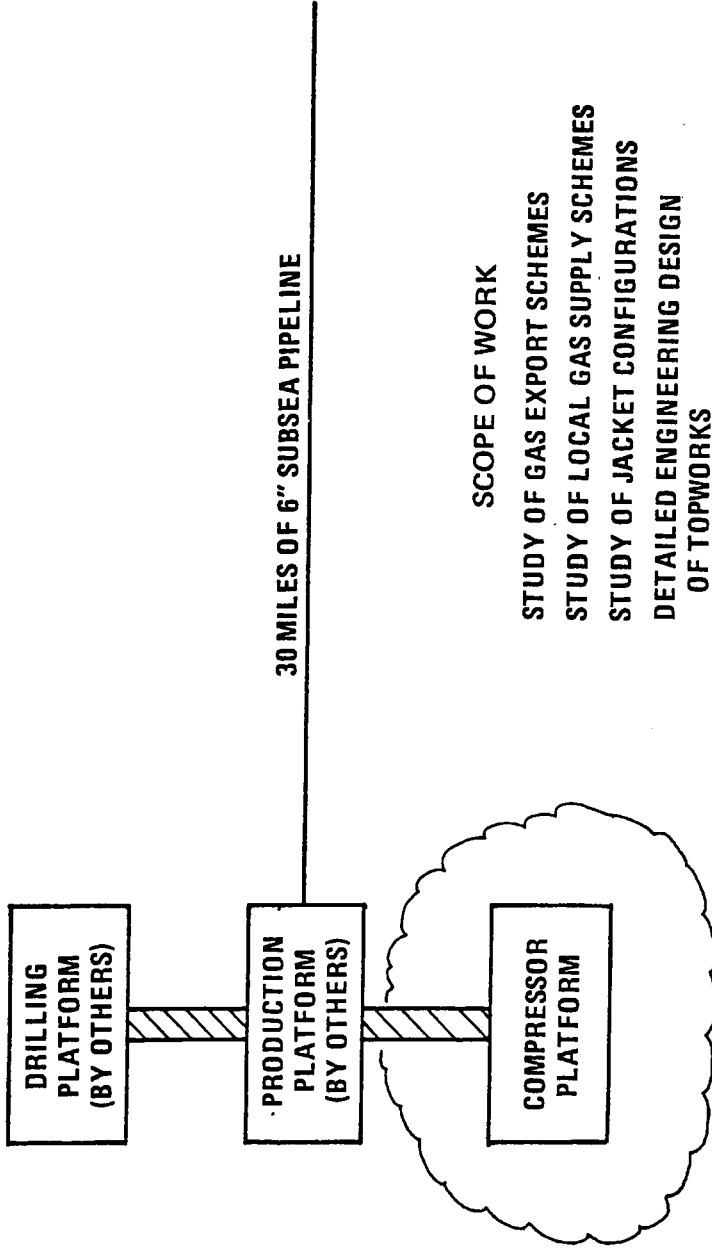 DRILLING
PLATFORM
(BY OTHERS)
PRODUCTION
PLATFORM
(BY OTHERS)
COMPRESSOR
PLATFORM
30 MILES OF 6″ SUBSEA PIPELINE
SCOPE OF WORK
STUDY OF GAS EXPORT SCHEMES
STUDY OF LOCAL GAS SUPPLY SCHEMES
STUDY OF JACKET CONFIGURATIONS
DETAILED ENGINEERING DESIGN
OF TOPWORKS